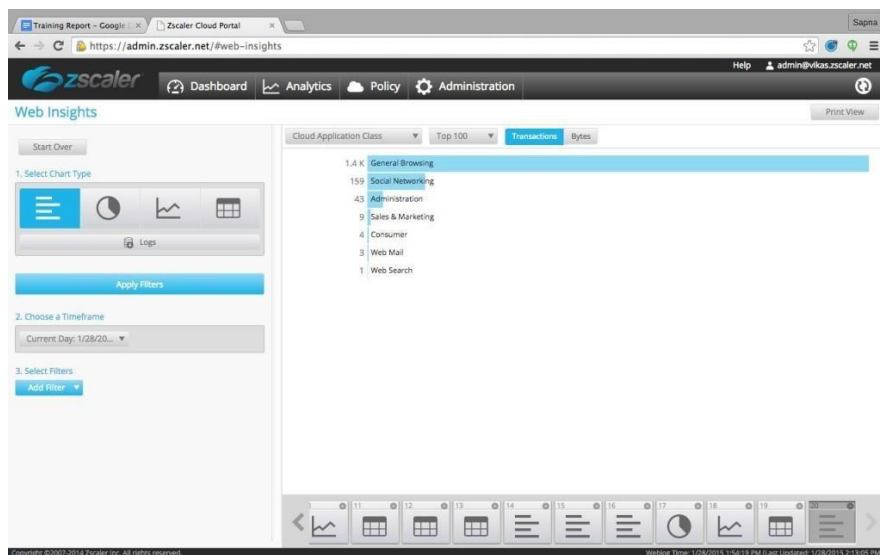 Training Report - Google
Zscaler Cloud Portal
Sapna
https://admin.zscaler.net/#web-insights
Help
admin@vikas.zscaler.net
zscaler
Dashboard
Analytics
Policy
Administration
Web Insights
Print View
Start Over
Cloud Application Class
Top 100
Transactions
Bytes
1. Select Chart Type
Logs
Apply Filters
2. Choose a Timeframe
Current Day: 1/28/20...
3. Select Filters
Add Filter
1.4 K General Browsing
159 Social Networking
43 Administration
9 Sales & Marketing
4 Consumer
3 Web Mail
1 Web Search
11
12
13
14
15
16
17
18
19
20
Copyright ©2007-2014 Zscaler Inc. All rights reserved.
Weblog Time: 1/28/2015 1:54:19 PM | Last Updated: 1/28/2015 2:13:05 PM